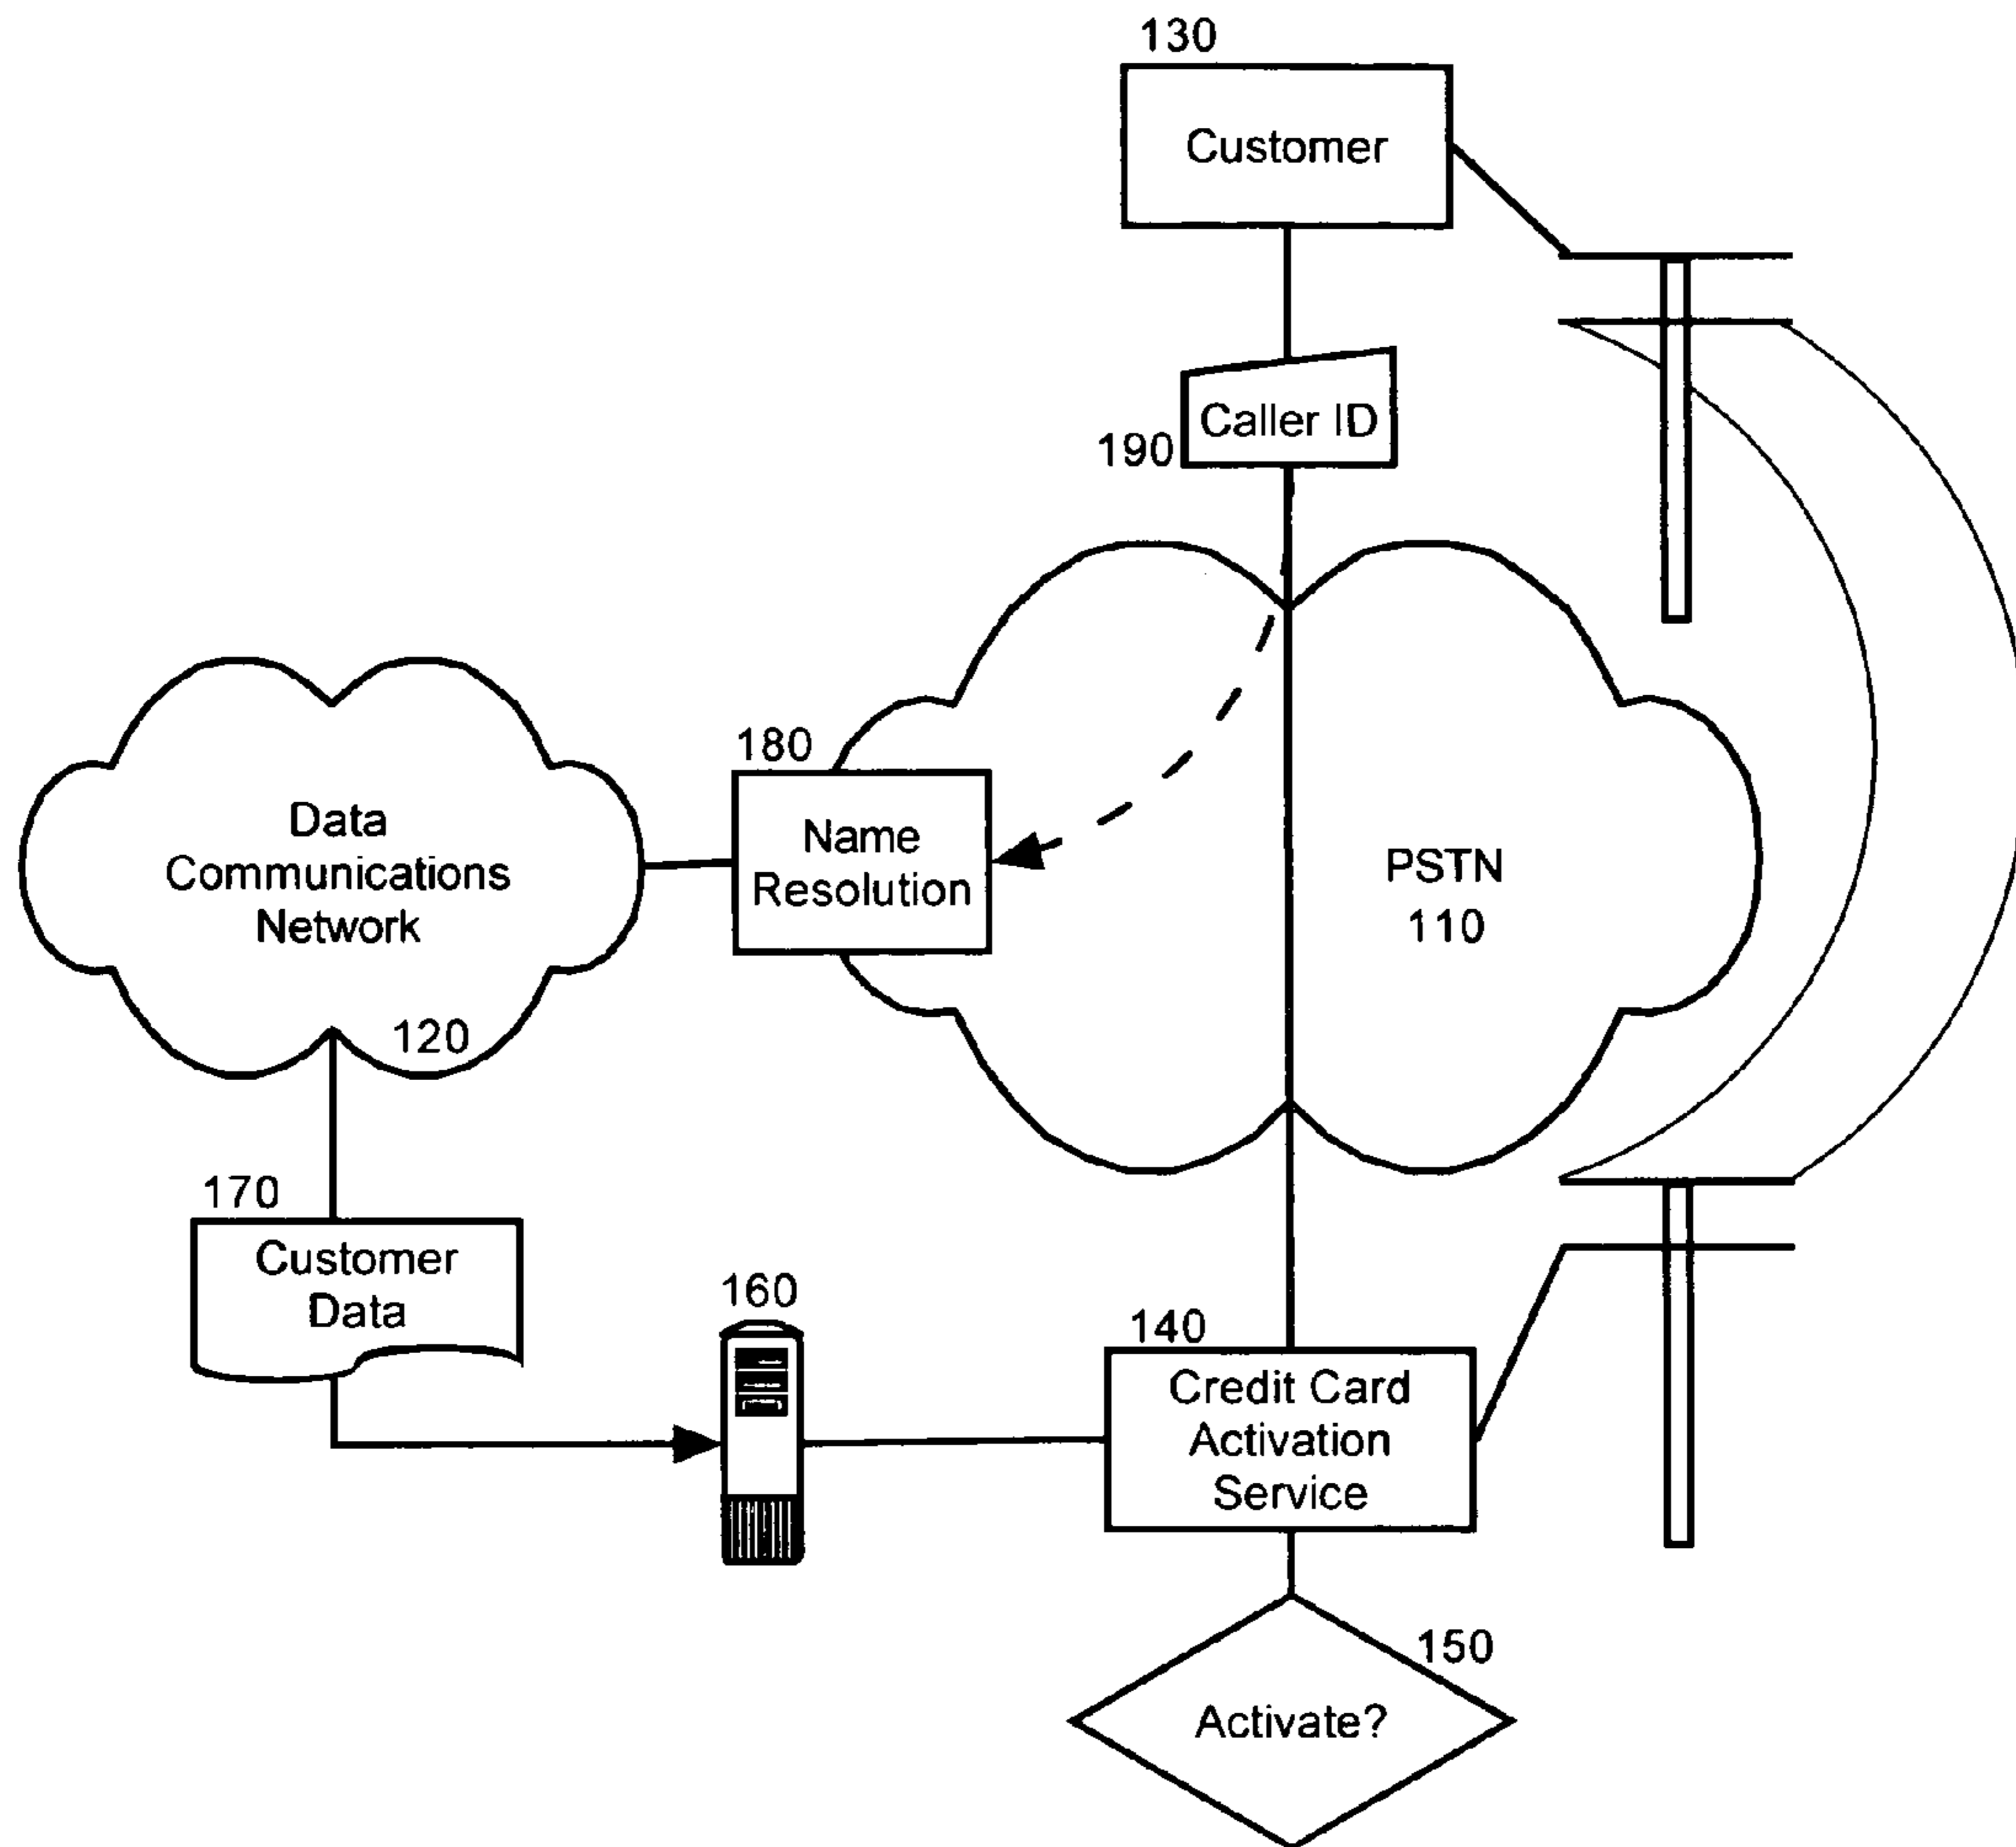 130
Customer
Caller ID
190
180
Name
Resolution
Data
Communications
Network
120
PSTN
110
170
Customer
Data
160
140
Credit Card
Activation
Service
150
Activate?